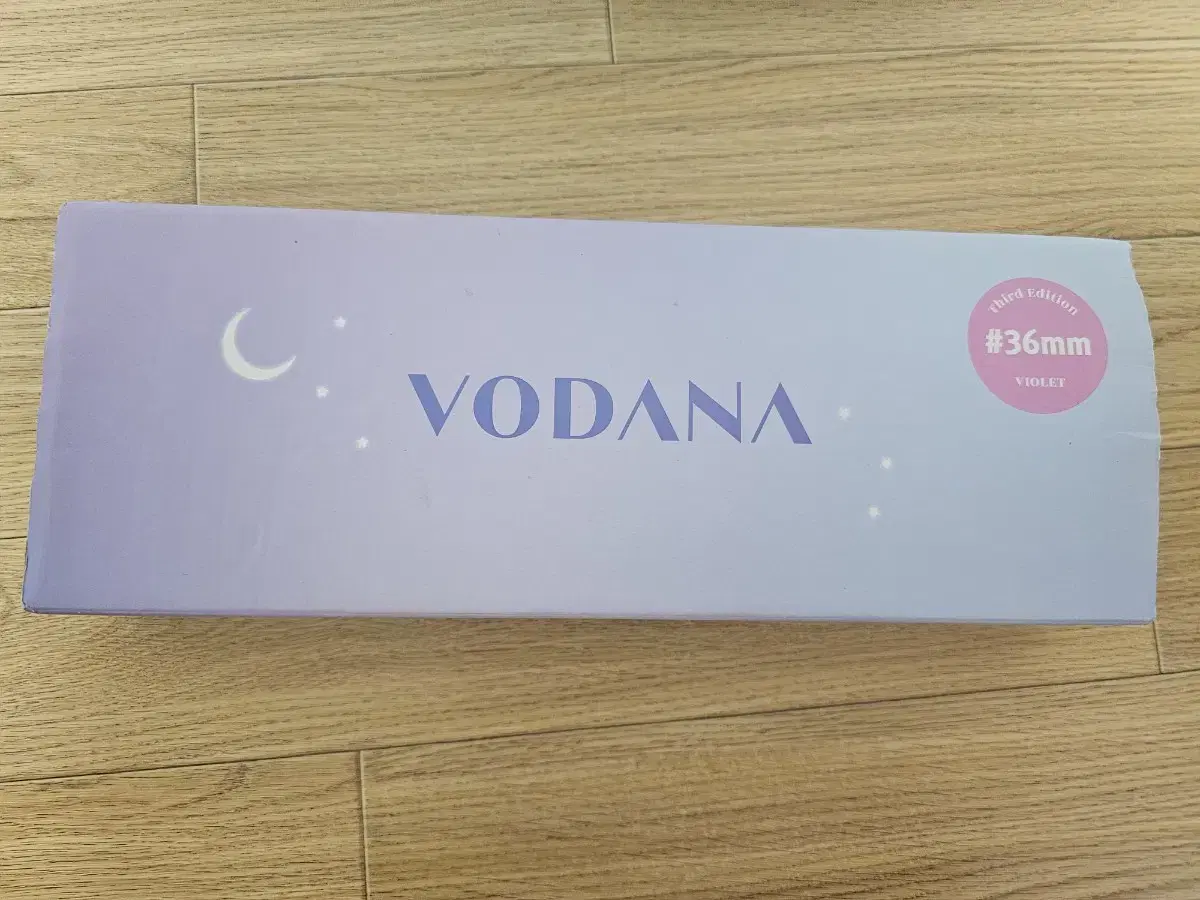 VODANA
Third Edition
#36mm
VIOLET